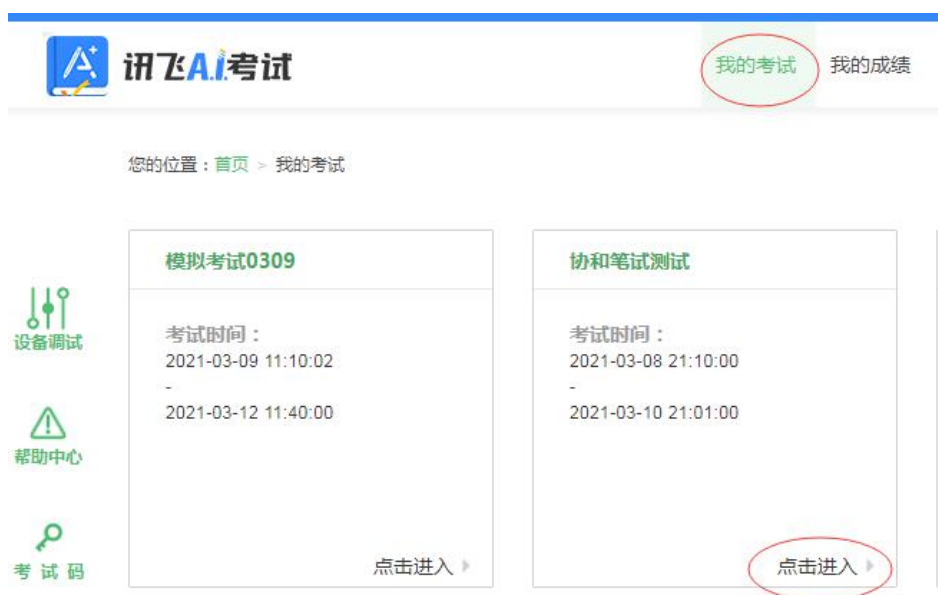 讯飞A.i.考试
我的考试 我的成绩
您的位置：首页 > 我的考试
模拟考试0309
考试时间：
2021-03-09 11:10:02
-
2021-03-12 11:40:00
点击进入
协和笔试测试
考试时间：
2021-03-08 21:10:00
-
2021-03-10 21:01:00
点击进入
设备调试
帮助中心
考 试 码